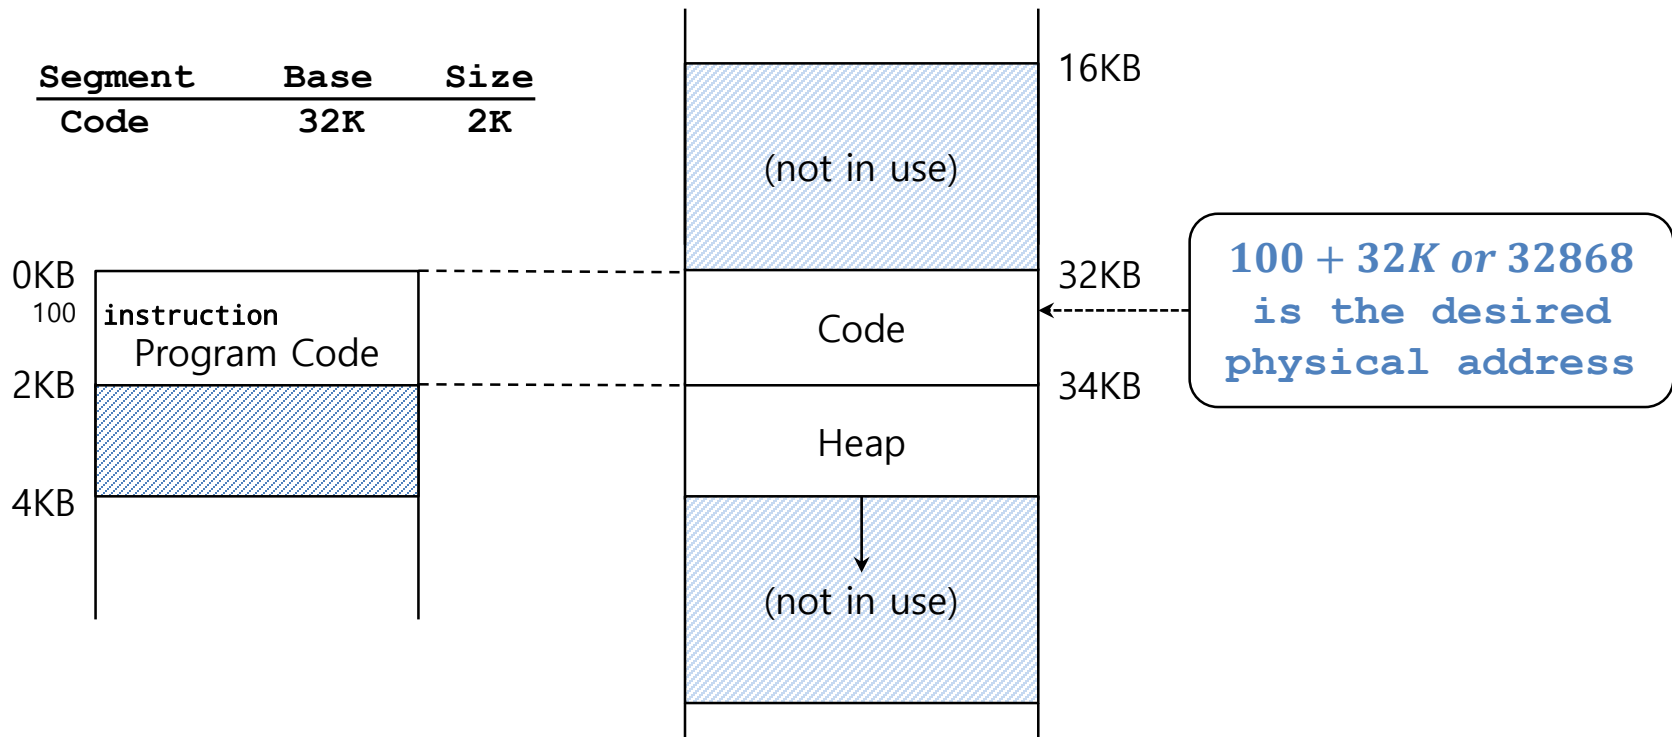 Segment Base Size
Code 32K 2K
0KB
100
instruction
Program Code
2KB
4KB
16KB
(not in use)
32KB
Code
34KB
Heap
(not in use)
100 + 32K or 32868
is the desired
physical address